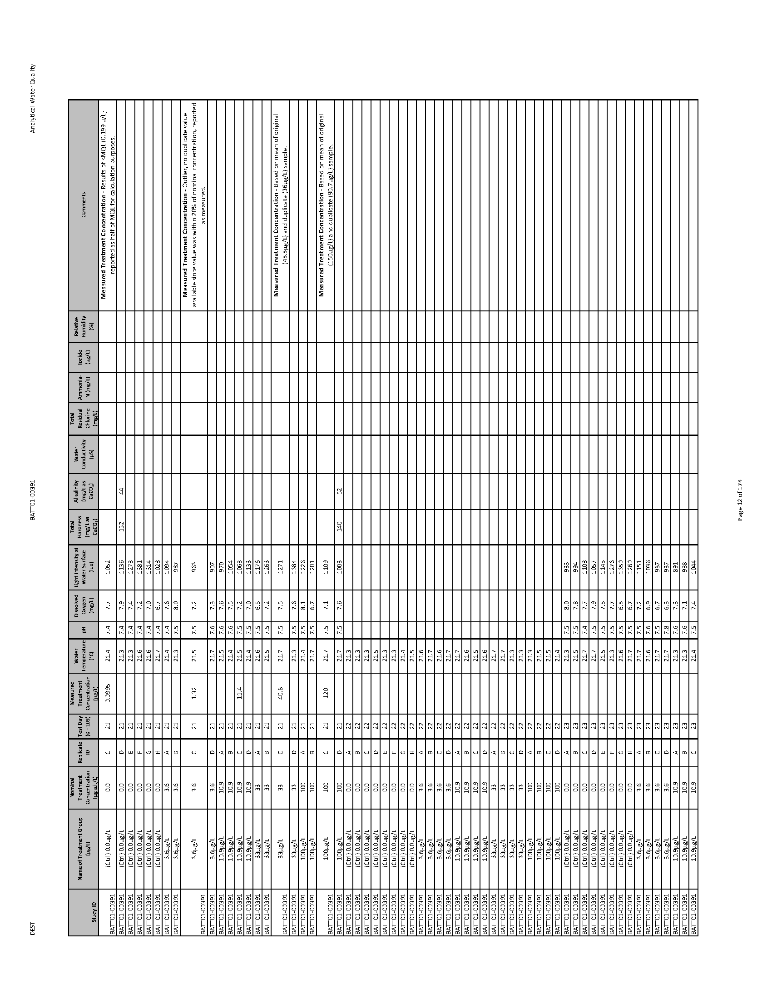 DEST BATT01-00391 Analytical Water Quality
Study ID Name of Treatment Group (µg/L) Nominal Treatment Concentration (µg a.i./L) Replicate ID Test Day (0 - 109) Measured Treatment Concentration (µg/L) Water Temperature (°C) pH Dissolved Oxygen (mg/L) Light Intensity at Water Surface (lux) Total Hardness (mg/L as CaCO₃) Alkalinity (mg/L as CaCO₃) Water Conductivity (µS) Total Residual Chlorine (mg/L) Ammonia-N (mg/L) Iodide (µg/L) Relative Humidity (%) Comments
BATT01-00391 (Ctrl) 0.0µg/L 0.0 C 21 0.0995 21.4 7.4 7.7 1052 Measured Treatment Concentration - Results of <MQL (0.199 µ/L) reported as half of MQL for calculation purposes.
BATT01-00391 (Ctrl) 0.0µg/L 0.0 D 21 21.3 7.4 7.9 1136 152 44
BATT01-00391 (Ctrl) 0.0µg/L 0.0 E 21 21.3 7.4 7.4 1278
BATT01-00391 (Ctrl) 0.0µg/L 0.0 F 21 21.6 7.4 7.2 1381
BATT01-00391 (Ctrl) 0.0µg/L 0.0 G 21 21.6 7.4 7.0 1314
BATT01-00391 (Ctrl) 0.0µg/L 0.0 H 21 21.7 7.4 6.7 1028
BATT01-00391 3.6µg/L 3.6 A 21 21.4 7.4 7.6 1094
BATT01-00391 3.6µg/L 3.6 B 21 21.3 7.5 8.0 987
BATT01-00391 3.6µg/L 3.6 C 21 1.32 21.5 7.5 7.2 963 Measured Treatment Concentration - Outlier, no duplicate value available since value was within 20% of nominal concentration, reported as measured.
BATT01-00391 3.6µg/L 3.6 D 21 21.7 7.6 7.3 907
BATT01-00391 10.9µg/L 10.9 A 21 21.5 7.6 7.6 970
BATT01-00391 10.9µg/L 10.9 B 21 21.4 7.6 7.5 1054
BATT01-00391 10.9µg/L 10.9 C 21 11.4 21.5 7.5 7.2 1068
BATT01-00391 10.9µg/L 10.9 D 21 21.4 7.5 7.0 1133
BATT01-00391 33µg/L 33 A 21 21.6 7.5 6.5 1176
BATT01-00391 33µg/L 33 B 21 21.5 7.5 7.2 1263
BATT01-00391 33µg/L 33 C 21 40.8 21.7 7.5 7.5 1271 Measured Treatment Concentration - Based on mean of original (45.5µg/L) and duplicate (36µg/L) sample.
BATT01-00391 33µg/L 33 D 21 21.3 7.5 7.6 1384
BATT01-00391 100µg/L 100 A 21 21.4 7.5 8.1 1226
BATT01-00391 100µg/L 100 B 21 21.7 7.5 6.7 1201
BATT01-00391 100µg/L 100 C 21 120 21.7 7.5 7.1 1109 Measured Treatment Concentration - Based on mean of original (150µg/L) and duplicate (90.7µg/L) sample.
BATT01-00391 100µg/L 100 D 21 21.7 7.5 7.6 1003 140 52
BATT01-00391 (Ctrl) 0.0µg/L 0.0 A 22 21.3
BATT01-00391 (Ctrl) 0.0µg/L 0.0 B 22 21.3
BATT01-00391 (Ctrl) 0.0µg/L 0.0 C 22 21.3
BATT01-00391 (Ctrl) 0.0µg/L 0.0 D 22 21.5
BATT01-00391 (Ctrl) 0.0µg/L 0.0 E 22 21.3
BATT01-00391 (Ctrl) 0.0µg/L 0.0 F 22 21.3
BATT01-00391 (Ctrl) 0.0µg/L 0.0 G 22 21.4
BATT01-00391 (Ctrl) 0.0µg/L 0.0 H 22 21.5
BATT01-00391 3.6µg/L 3.6 A 22 21.6
BATT01-00391 3.6µg/L 3.6 B 22 21.7
BATT01-00391 3.6µg/L 3.6 C 22 21.6
BATT01-00391 3.6µg/L 3.6 D 22 21.7
BATT01-00391 10.9µg/L 10.9 A 22 21.7
BATT01-00391 10.9µg/L 10.9 B 22 21.6
BATT01-00391 10.9µg/L 10.9 C 22 21.5
BATT01-00391 10.9µg/L 10.9 D 22 21.6
BATT01-00391 33µg/L 33 A 22 21.7
BATT01-00391 33µg/L 33 B 22 21.7
BATT01-00391 33µg/L 33 C 22 21.3
BATT01-00391 33µg/L 33 D 22 21.3
BATT01-00391 100µg/L 100 A 22 21.3
BATT01-00391 100µg/L 100 B 22 21.5
BATT01-00391 100µg/L 100 C 22 21.5
BATT01-00391 100µg/L 100 D 22 21.4
BATT01-00391 (Ctrl) 0.0µg/L 0.0 A 23 21.3 7.5 8.0 933
BATT01-00391 (Ctrl) 0.0µg/L 0.0 B 23 21.5 7.5 7.8 994
BATT01-00391 (Ctrl) 0.0µg/L 0.0 C 23 21.7 7.4 7.7 1108
BATT01-00391 (Ctrl) 0.0µg/L 0.0 D 23 21.7 7.5 7.9 1057
BATT01-00391 (Ctrl) 0.0µg/L 0.0 E 23 21.5 7.5 7.5 1145
BATT01-00391 (Ctrl) 0.0µg/L 0.0 F 23 21.3 7.5 7.7 1276
BATT01-00391 (Ctrl) 0.0µg/L 0.0 G 23 21.6 7.5 6.5 1359
BATT01-00391 (Ctrl) 0.0µg/L 0.0 H 23 21.7 7.5 6.7 1260
BATT01-00391 3.6µg/L 3.6 A 23 21.7 7.5 7.2 1151
BATT01-00391 3.6µg/L 3.6 B 23 21.6 7.6 6.9 1036
BATT01-00391 3.6µg/L 3.6 C 23 21.7 7.5 6.7 987
BATT01-00391 3.6µg/L 3.6 D 23 21.7 7.8 6.3 937
BATT01-00391 10.9µg/L 10.9 A 23 21.3 7.6 7.3 891
BATT01-00391 10.9µg/L 10.9 B 23 21.3 7.6 7.1 988
BATT01-00391 10.9µg/L 10.9 C 23 21.4 7.5 7.4 1044
Page 12 of 174